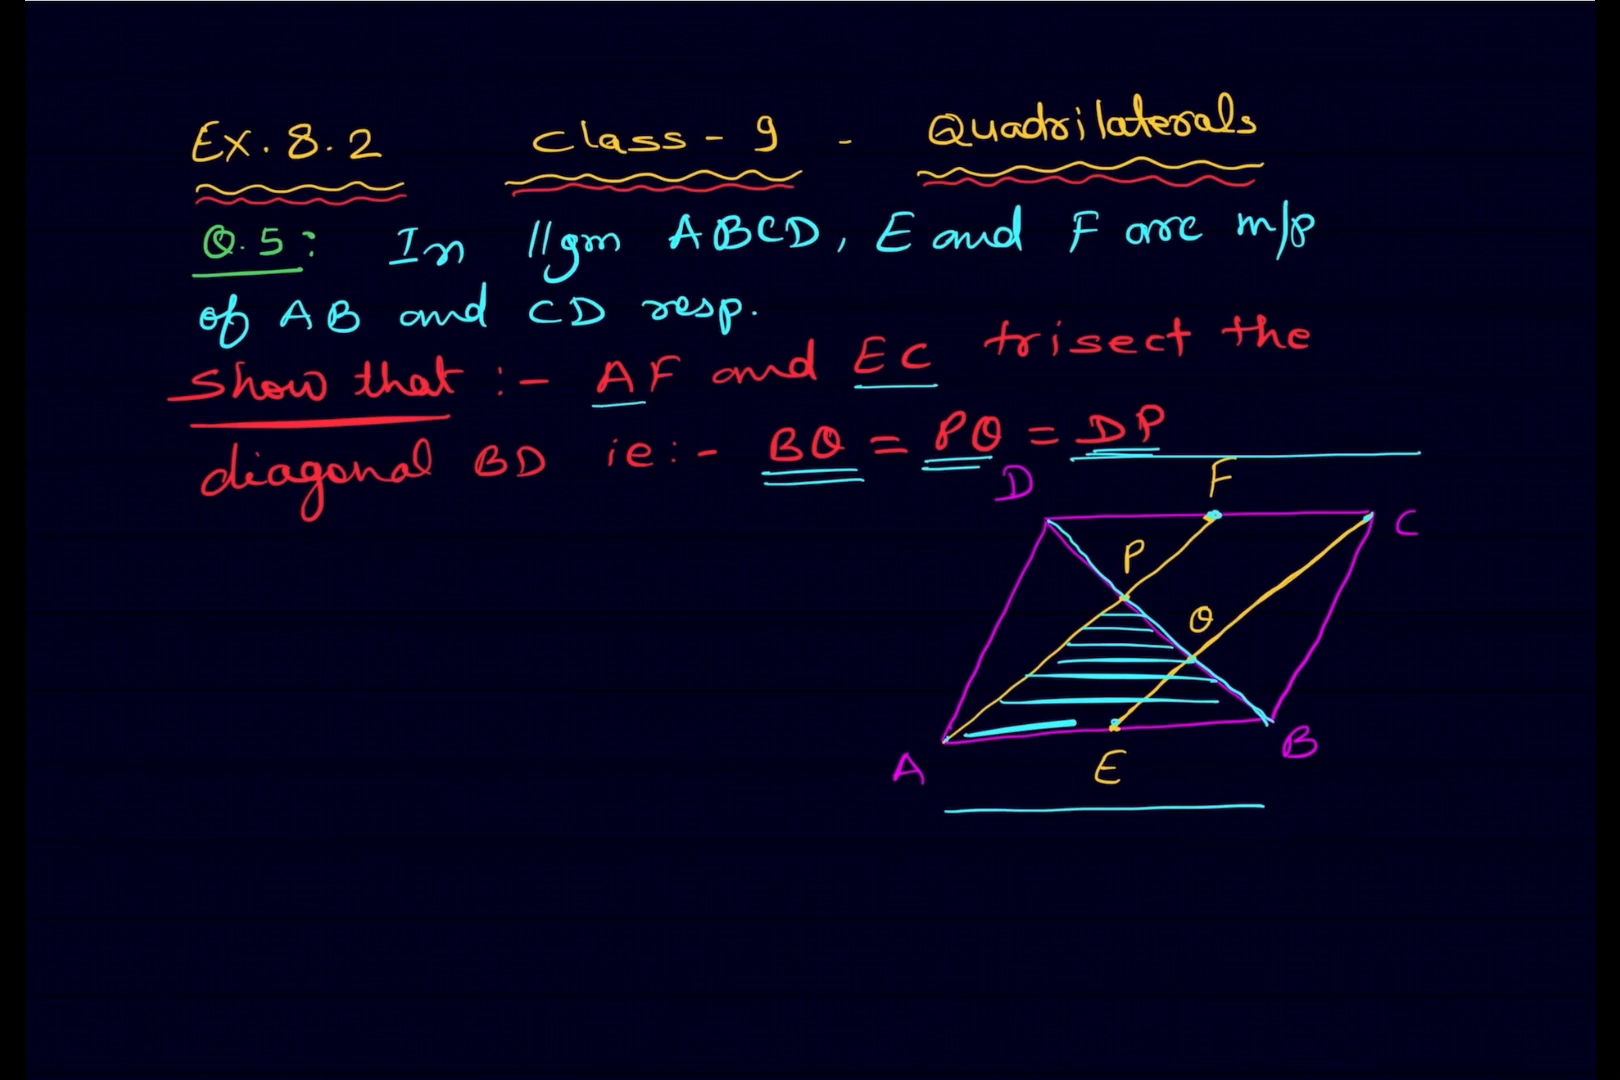 Ex. 8.2 Class - 9 - Quadrilaterals
Q.5: In ||gm ABCD, E and F are m/p
of AB and CD resp.
Show that :- AF and EC trisect the
diagonal BD ie:- BQ = PQ = DP
D F
C
P
Q
A E B